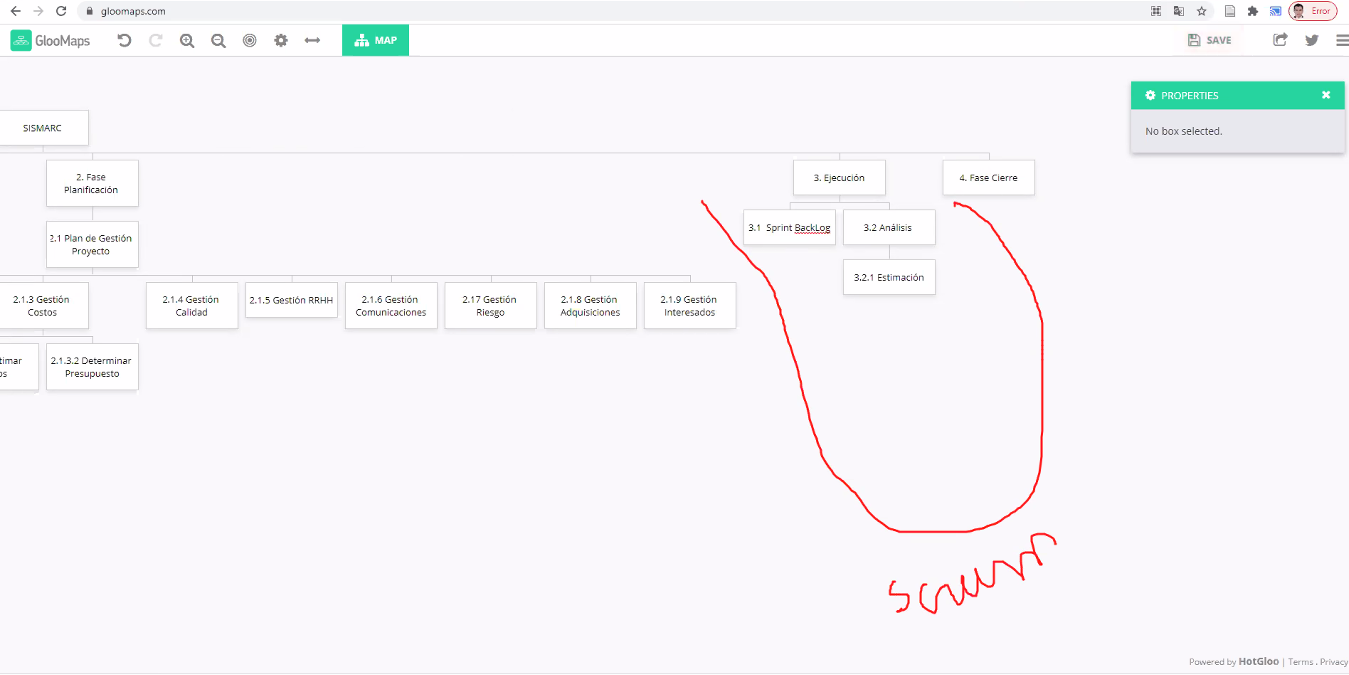 gloomaps.com
Error
GlooMaps
MAP
SAVE
PROPERTIES
No box selected.
SISMARC
2. Fase
Planificación
3. Ejecución
4. Fase Cierre
2.1 Plan de Gestión
Proyecto
3.1 Sprint BackLog
3.2 Análisis
3.2.1 Estimación
2.1.3 Gestión
Costos
2.1.4 Gestión
Calidad
2.1.5 Gestión RRHH
2.1.6 Gestión
Comunicaciones
2.17 Gestión
Riesgo
2.1.8 Gestión
Adquisiciones
2.1.9 Gestión
Interesados
timar
os
2.1.3.2 Determinar
Presupuesto
scrum
Powered by HotGloo | Terms . Privacy